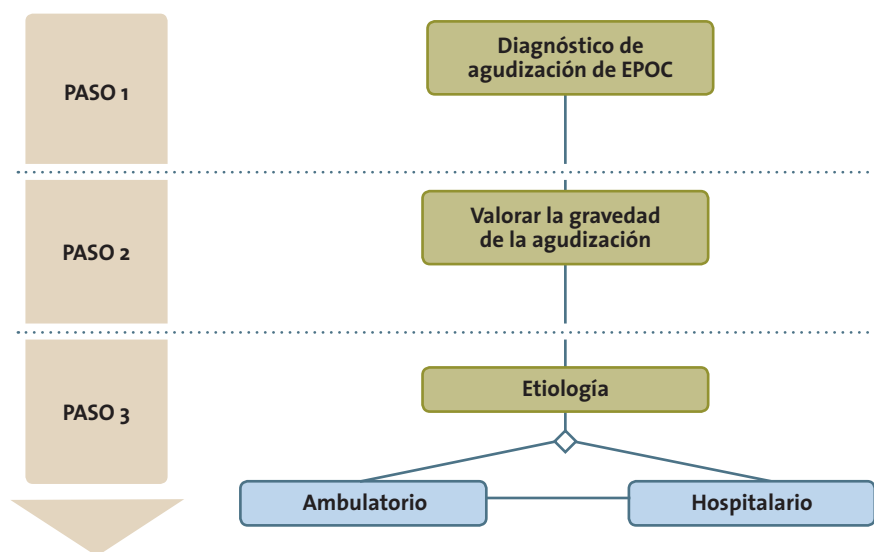 PASO 1
Diagnóstico de
agudización de EPOC
PASO 2
Valorar la gravedad
de la agudización
PASO 3
Etiología
Ambulatorio
Hospitalario